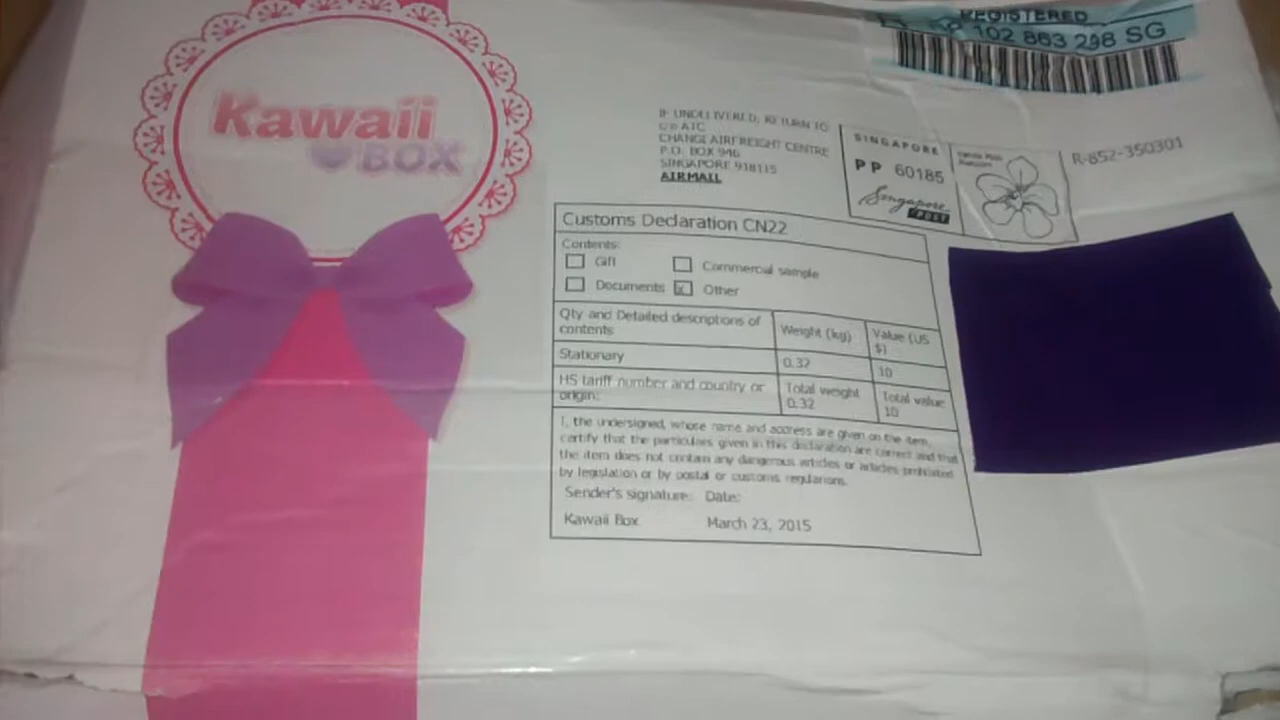 REGISTERED
102 863 298 SG
Kawaii
BOX
IF UNDELIVERED, RETURN TO
c/o ATC
CHANGI AIRFREIGHT CENTRE
P.O. BOX 946
SINGAPORE 918115
AIRMAIL
SINGAPORE
PP 60185
Singapore
POST
R-852-350301
Customs Declaration CN22
Contents:
Gift
Commercial sample
Documents
x Other
Qty and Detailed descriptions of
contents
Weight (kg)
Value (US
$)
Stationary
0.32
10
HS tariff number and country or
origin:
Total weight
0.32
Total value
10
I, the undersigned, whose name and address are given on the item,
certify that the particulars given in this declaration are correct and that
the item does not contain any dangerous articles or articles prohibited
by legislation or by postal or customs regulations.
Sender's signature: Date:
Kawaii Box March 23, 2015